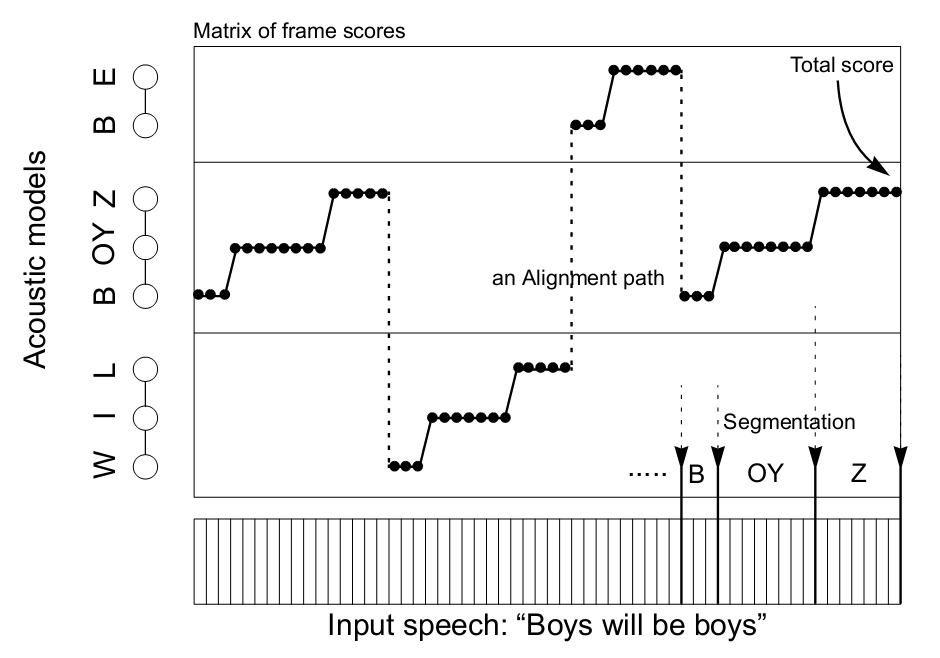 Matrix of frame scores
Total score
Acoustic models
E
B
Z
OY
B
L
I
W
an Alignment path
Segmentation
..... B OY Z
Input speech: “Boys will be boys”